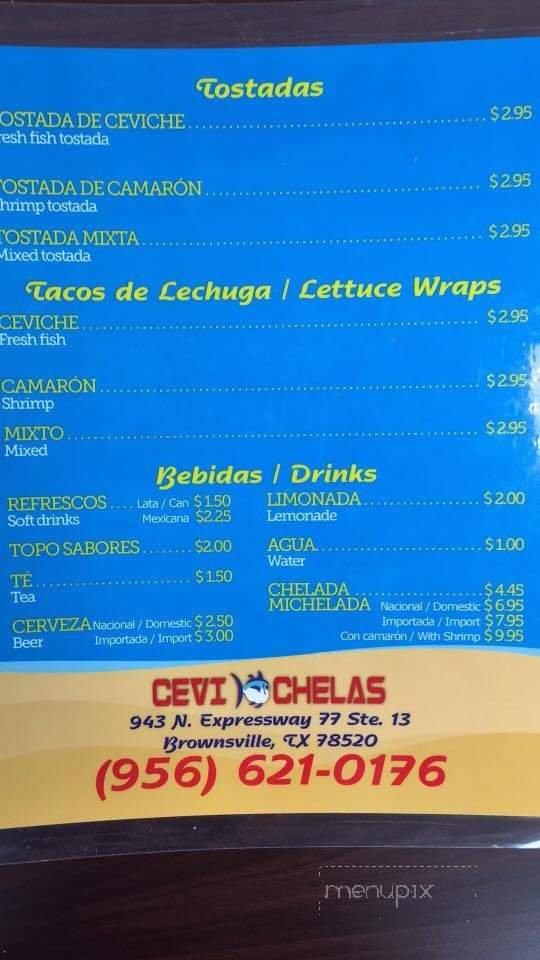 Tostadas
OSTADA DE CEVICHE........................................ $2.95
resh fish tostada
OSTADA DE CAMARÓN........................................ $2.95
hrimp tostada
TOSTADA MIXTA........................................ $2.95
Mixed tostada
Tacos de Lechuga / Lettuce Wraps
CEVICHE........................................ $2.95
Fresh fish
CAMARÓN........................................ $2.95
Shrimp
MIXTO........................................ $2.95
Mixed
Bebidas / Drinks
REFRESCOS.... Lata / Can $1.50
Soft drinks Mexicana $2.25
TOPO SABORES........ $2.00
TÉ........................ $1.50
Tea
CERVEZA Nacional / Domestic $2.50
Beer Importada / Import $3.00
LIMONADA.................... $2.00
Lemonade
AGUA........................... $1.00
Water
CHELADA...................... $4.45
MICHELADA Nacional / Domestic $6.95
Importada / Import $7.95
Con camarón / With Shrimp $9.95
CEVI CHELAS
943 N. Expressway 77 Ste. 13
Brownsville, TX 78520
(956) 621-0176
menupix